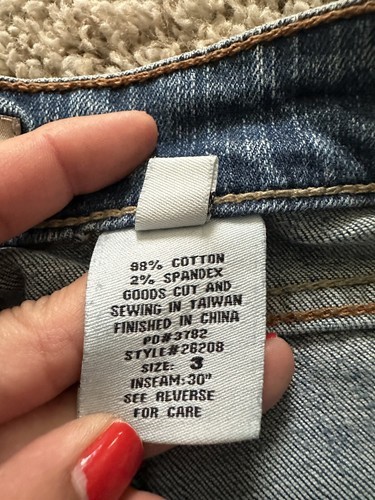 98% COTTON
2% SPANDEX
GOODS CUT AND
SEWING IN TAIWAN
FINISHED IN CHINA
PO#3782
STYLE#26208
SIZE: 3
INSEAM:30"
SEE REVERSE
FOR CARE